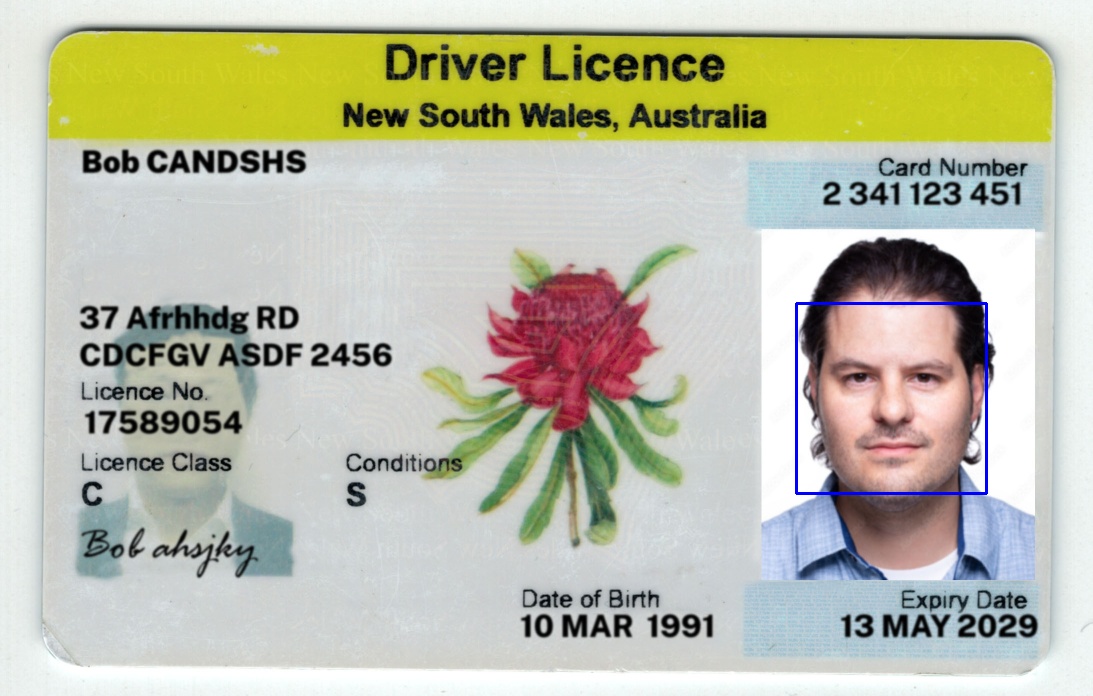 Driver Licence
New South Wales, Australia
Bob CANDSHS
Card Number
2 341 123 451
37 Afrhhdg RD
CDCFGV ASDF 2456
Licence No.
17589054
Licence Class
C
Conditions
S
Bob ahsjky
Date of Birth
10 MAR 1991
Expiry Date
13 MAY 2029